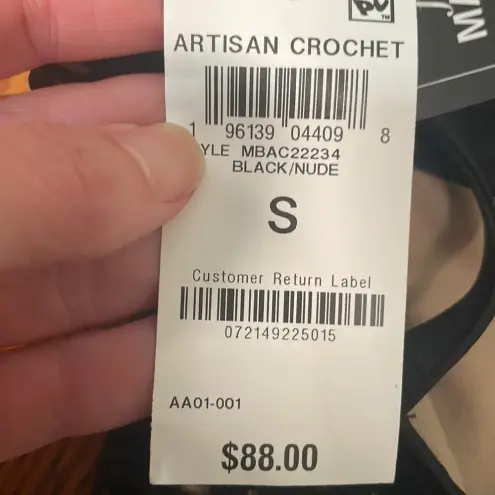 ARTISAN CROCHET
1 96139 04409 8
YLE MBAC22234
BLACK/NUDE
S
Customer Return Label
072149225015
AA01-001
$88.00